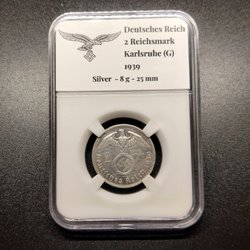 Deutsches Reich
2 Reichsmark
Karlsruhe (G)
1939
Silver - 8 g - 25 mm